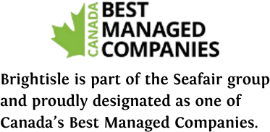 CANADA
BEST
MANAGED
COMPANIES
Brightisle is part of the Seafair group
and proudly designated as one of
Canada's Best Managed Companies.